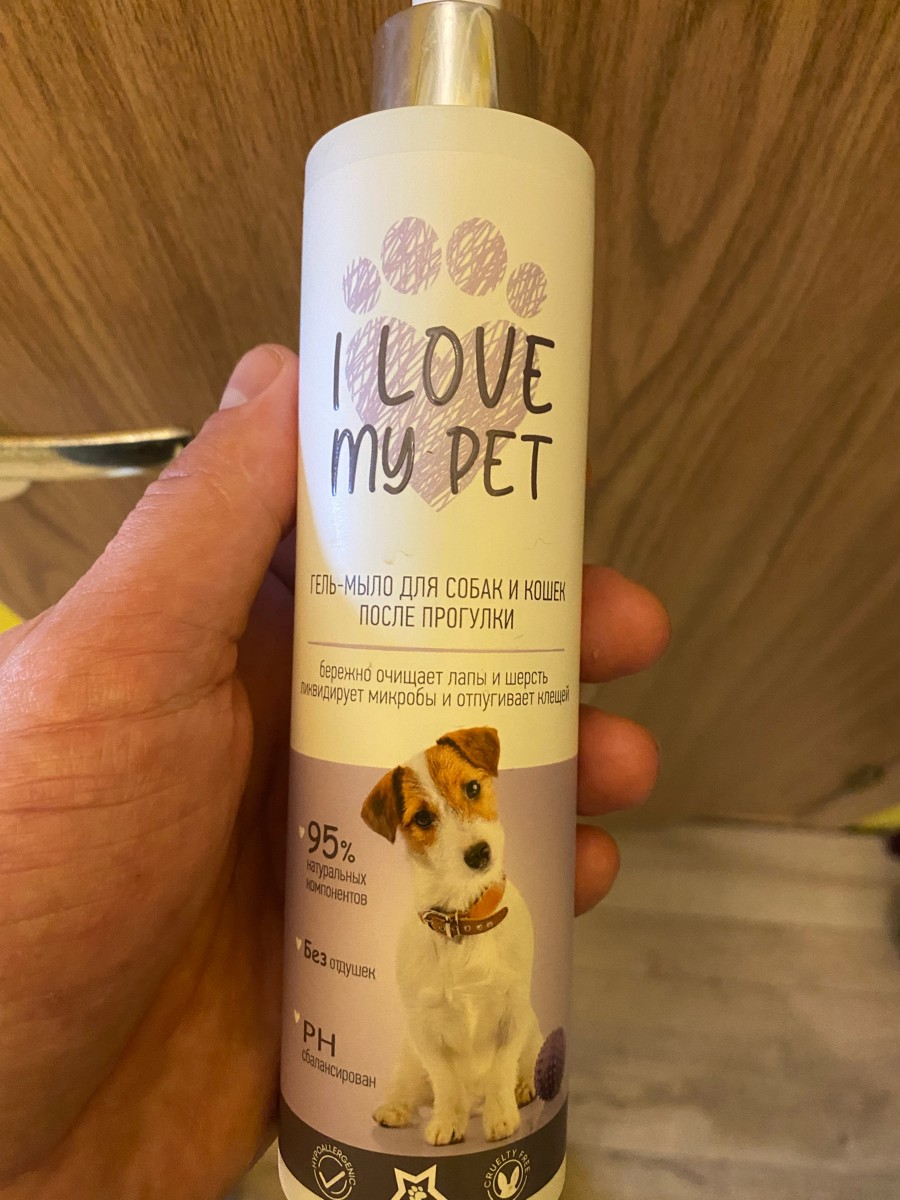 I LOVE
MY PET
ГЕЛЬ-МЫЛО ДЛЯ СОБАК И КОШЕК
ПОСЛЕ ПРОГУЛКИ
бережно очищает лапы и шерсть
ликвидирует микробы и отпугивает клещей
95%
натуральных
компонентов
Без отдушек
PH
сбалансирован
HYPOALLERGENIC
CRUELTY FREE